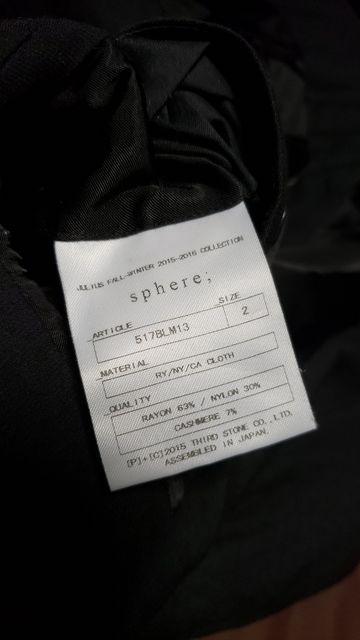 JULIUS FALL-WINTER 2015-2016 COLLECTION
sphere;
ARTICLE SIZE
517BLM13 2
MATERIAL
RY/NY/CA CLOTH
QUALITY
RAYON 63% / NYLON 30%
CASHMERE 7%
[P]+[C]2015 THIRD STONE CO.,LTD.
ASSEMBLED IN JAPAN.